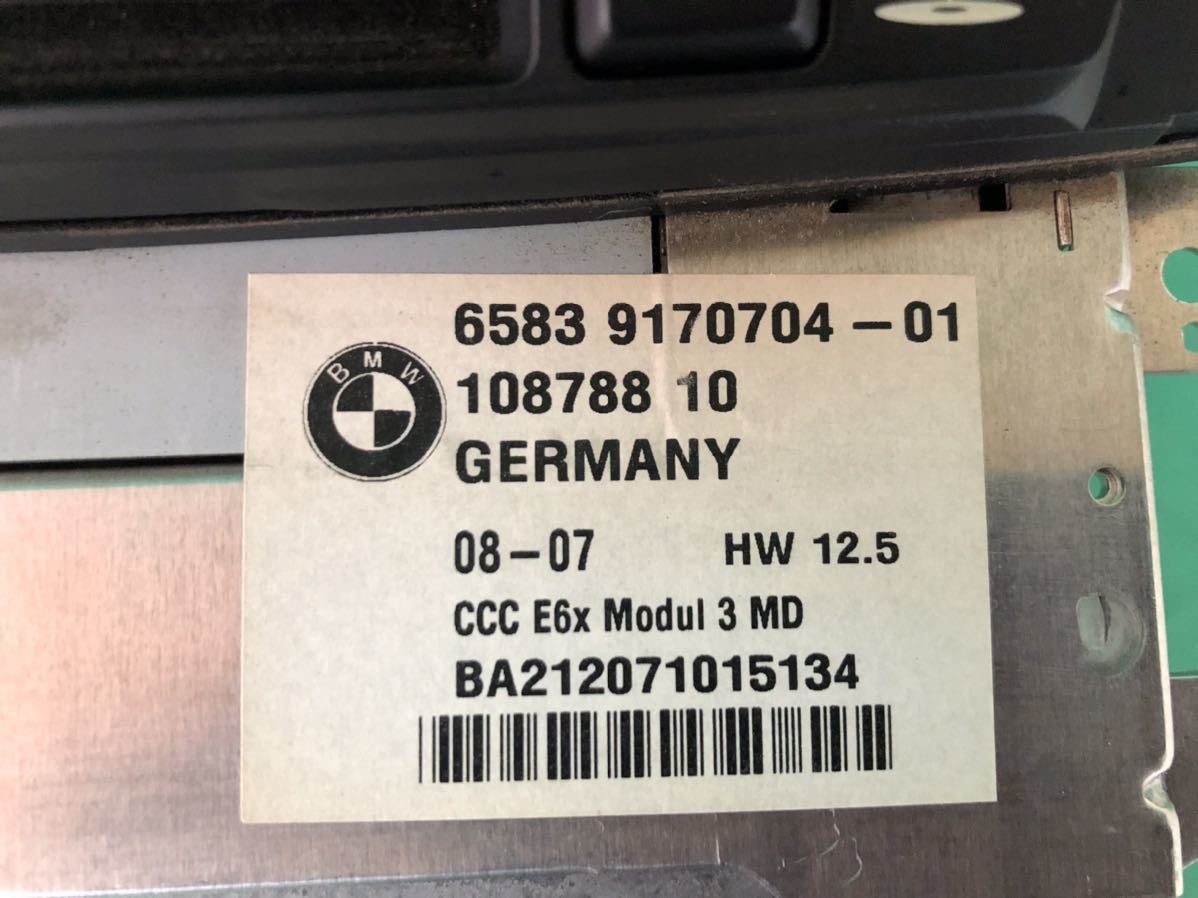 6583 9170704-01
BMW
108788 10
GERMANY
08-07 HW 12.5
CCC E6x Modul 3 MD
BA212071015134